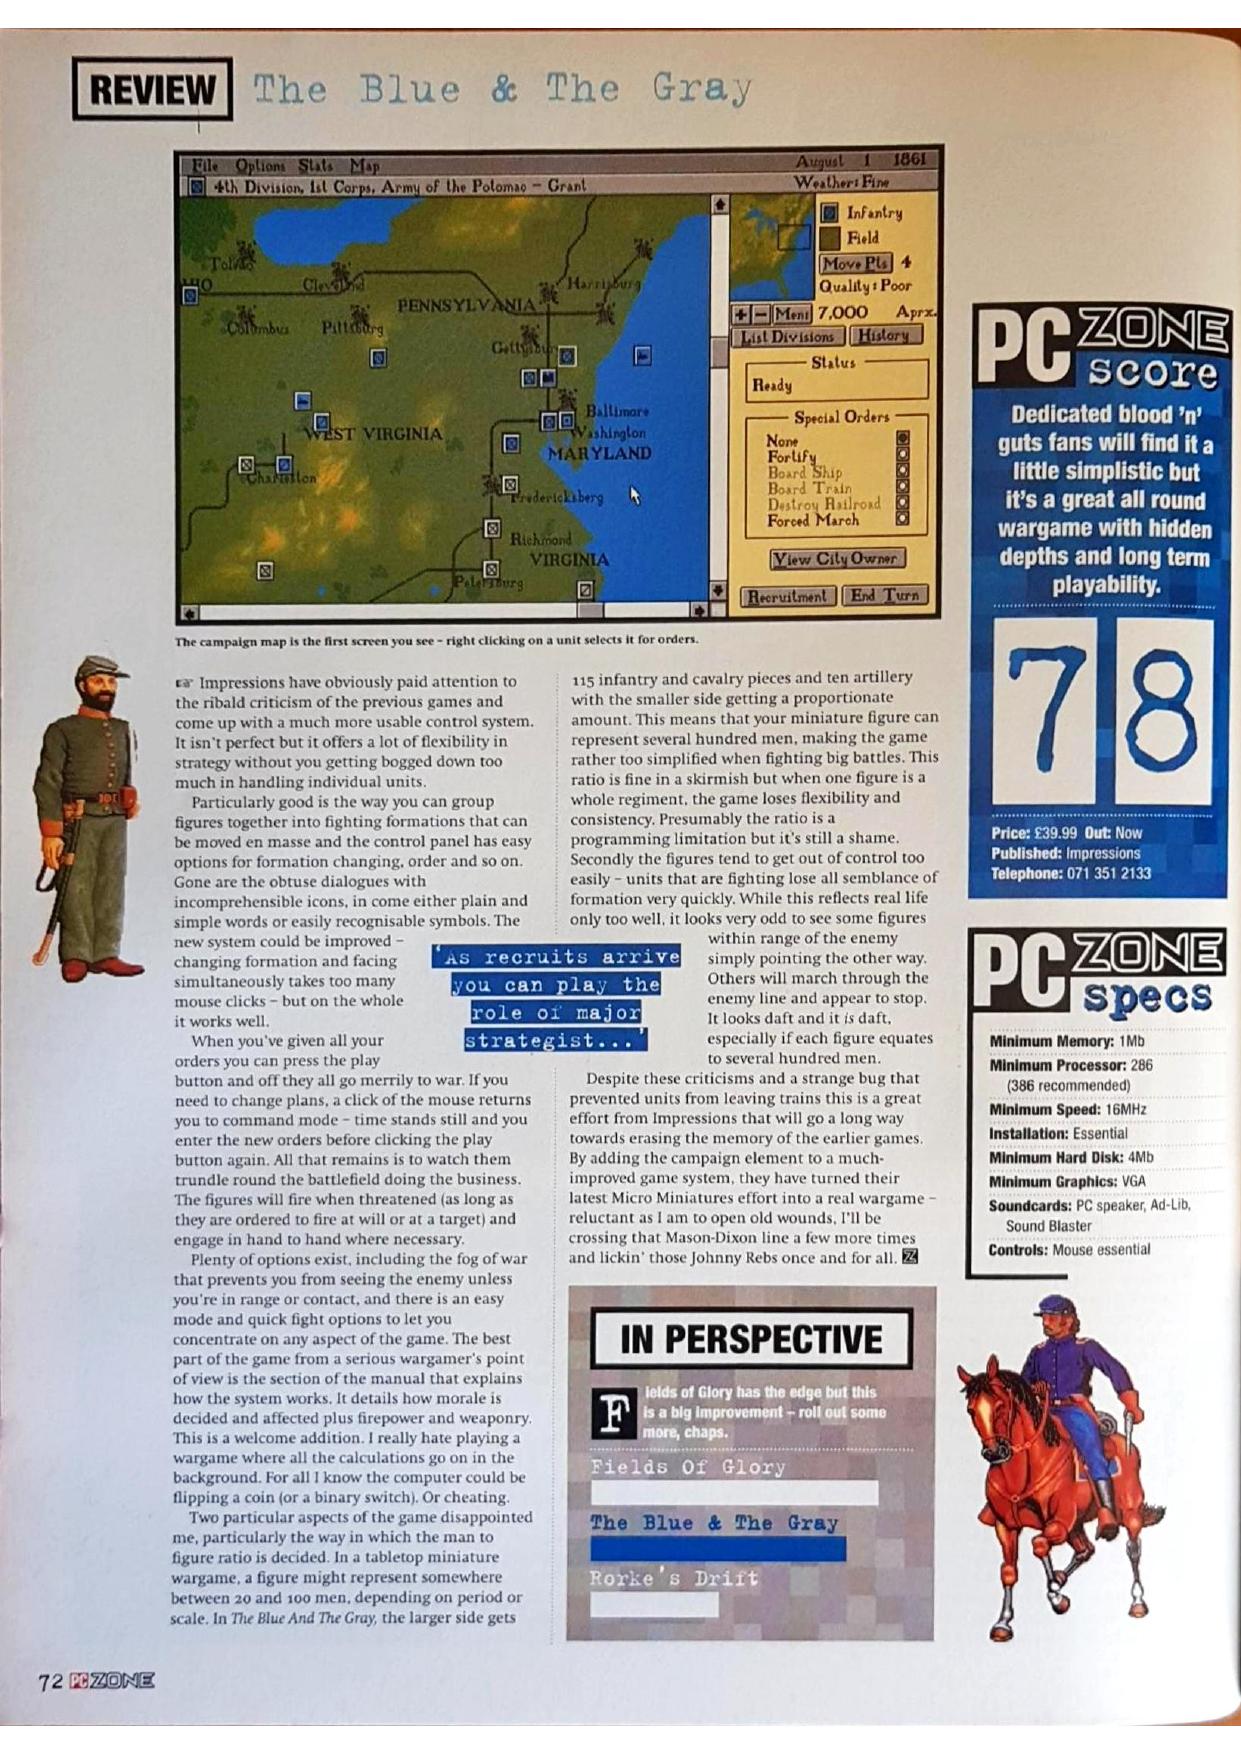 REVIEW The Blue & The Gray
File Options Stats Map August 1 1861
4th Division, 1st Corps, Army of the Potomac - Grant Weather: Fine
Infantry
Field
Move Pts 4
Quality: Poor
+ - Men: 7,000 Aprx.
List Divisions History
Status
Ready
Special Orders
None
Fortify
Board Ship
Board Train
Destroy Railroad
Forced March
View City Owner
Recruitment End Turn
Toledo
Cleveland
Harrisburg
PENNSYLVANIA
Columbus Pittsburg
Gettysburg
Baltimore
WEST VIRGINIA Washington
MARYLAND
Charleston
Fredericksberg
Richmond
VIRGINIA
Petersburg
The campaign map is the first screen you see – right clicking on a unit selects it for orders.
☞ Impressions have obviously paid attention to
the ribald criticism of the previous games and
come up with a much more usable control system.
It isn't perfect but it offers a lot of flexibility in
strategy without you getting bogged down too
much in handling individual units.
Particularly good is the way you can group
figures together into fighting formations that can
be moved en masse and the control panel has easy
options for formation changing, order and so on.
Gone are the obtuse dialogues with
incomprehensible icons, in come either plain and
simple words or easily recognisable symbols. The
new system could be improved –
changing formation and facing
simultaneously takes too many
mouse clicks – but on the whole
it works well.
When you've given all your
orders you can press the play
button and off they all go merrily to war. If you
need to change plans, a click of the mouse returns
you to command mode – time stands still and you
enter the new orders before clicking the play
button again. All that remains is to watch them
trundle round the battlefield doing the business.
The figures will fire when threatened (as long as
they are ordered to fire at will or at a target) and
engage in hand to hand where necessary.
Plenty of options exist, including the fog of war
that prevents you from seeing the enemy unless
you're in range or contact, and there is an easy
mode and quick fight options to let you
concentrate on any aspect of the game. The best
part of the game from a serious wargamer's point
of view is the section of the manual that explains
how the system works. It details how morale is
decided and affected plus firepower and weaponry.
This is a welcome addition. I really hate playing a
wargame where all the calculations go on in the
background. For all I know the computer could be
flipping a coin (or a binary switch). Or cheating.
Two particular aspects of the game disappointed
me, particularly the way in which the man to
figure ratio is decided. In a tabletop miniature
wargame, a figure might represent somewhere
between 20 and 100 men, depending on period or
scale. In The Blue And The Gray, the larger side gets
'As recruits arrive
you can play the
role of major
strategist...'
115 infantry and cavalry pieces and ten artillery
with the smaller side getting a proportionate
amount. This means that your miniature figure can
represent several hundred men, making the game
rather too simplified when fighting big battles. This
ratio is fine in a skirmish but when one figure is a
whole regiment, the game loses flexibility and
consistency. Presumably the ratio is a
programming limitation but it's still a shame.
Secondly the figures tend to get out of control too
easily – units that are fighting lose all semblance of
formation very quickly. While this reflects real life
only too well, it looks very odd to see some figures
within range of the enemy
simply pointing the other way.
Others will march through the
enemy line and appear to stop.
It looks daft and it is daft,
especially if each figure equates
to several hundred men.
Despite these criticisms and a strange bug that
prevented units from leaving trains this is a great
effort from Impressions that will go a long way
towards erasing the memory of the earlier games.
By adding the campaign element to a much-
improved game system, they have turned their
latest Micro Miniatures effort into a real wargame –
reluctant as I am to open old wounds, I'll be
crossing that Mason-Dixon line a few more times
and lickin' those Johnny Rebs once and for all. Z
IN PERSPECTIVE
Fields of Glory has the edge but this
is a big improvement – roll out some
more, chaps.
Fields Of Glory
The Blue & The Gray
Rorke's Drift
PC ZONE
score
Dedicated blood 'n'
guts fans will find it a
little simplistic but
it's a great all round
wargame with hidden
depths and long term
playability.
78
Price: £39.99 Out: Now
Published: Impressions
Telephone: 071 351 2133
PC ZONE
specs
Minimum Memory: 1Mb
Minimum Processor: 286
(386 recommended)
Minimum Speed: 16MHz
Installation: Essential
Minimum Hard Disk: 4Mb
Minimum Graphics: VGA
Soundcards: PC speaker, Ad-Lib,
Sound Blaster
Controls: Mouse essential
72 PC ZONE